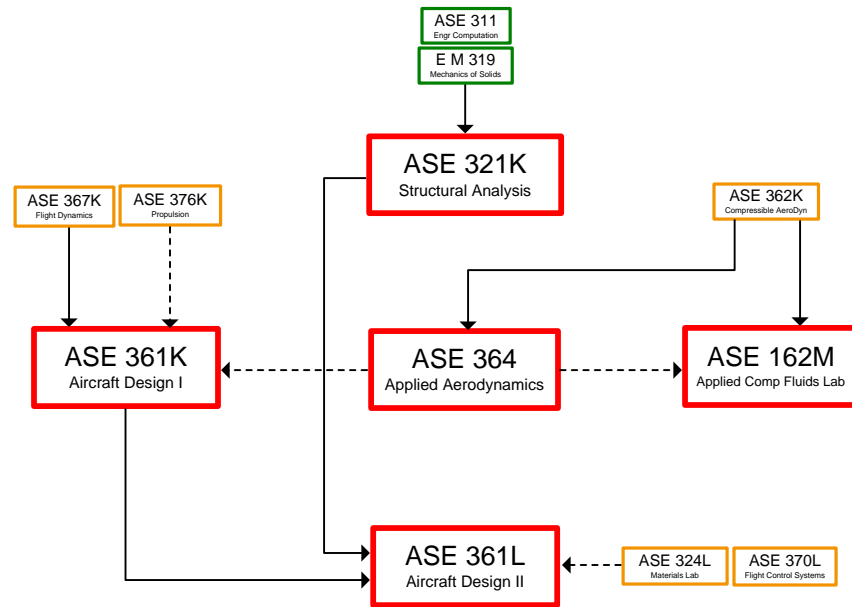 ASE 311
Engr Computation
E M 319
Mechanics of Solids
ASE 321K
Structural Analysis
ASE 367K
Flight Dynamics
ASE 376K
Propulsion
ASE 362K
Compressible AeroDyn
ASE 361K
Aircraft Design I
ASE 364
Applied Aerodynamics
ASE 162M
Applied Comp Fluids Lab
ASE 361L
Aircraft Design II
ASE 324L
Materials Lab
ASE 370L
Flight Control Systems